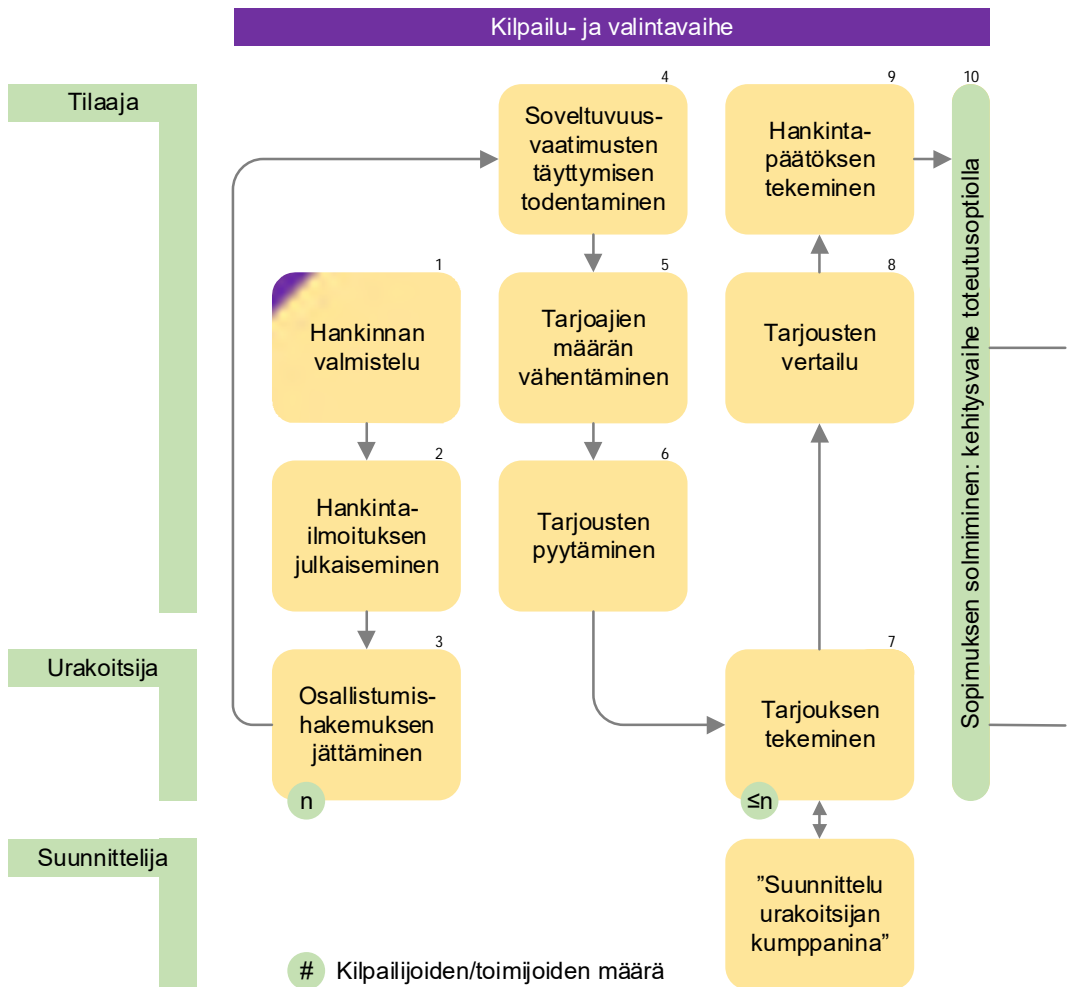 Kilpailu- ja valintavaihe
Tilaaja
4
Soveltuvuus-
vaatimusten
täyttymisen
todentaminen
9
Hankinta-
päätöksen
tekeminen
10
Sopimuksen solmiminen: kehitysvaihe toteutusoptiolla
1
Hankinnan
valmistelu
5
Tarjoajien
määrän
vähentäminen
8
Tarjousten
vertailu
2
Hankinta-
ilmoituksen
julkaiseminen
6
Tarjousten
pyytäminen
Urakoitsija
3
Osallistumis-
hakemuksen
jättäminen
n
7
Tarjouksen
tekeminen
≤n
Suunnittelija
”Suunnittelu
urakoitsijan
kumppanina”
# Kilpailijoiden/toimijoiden määrä